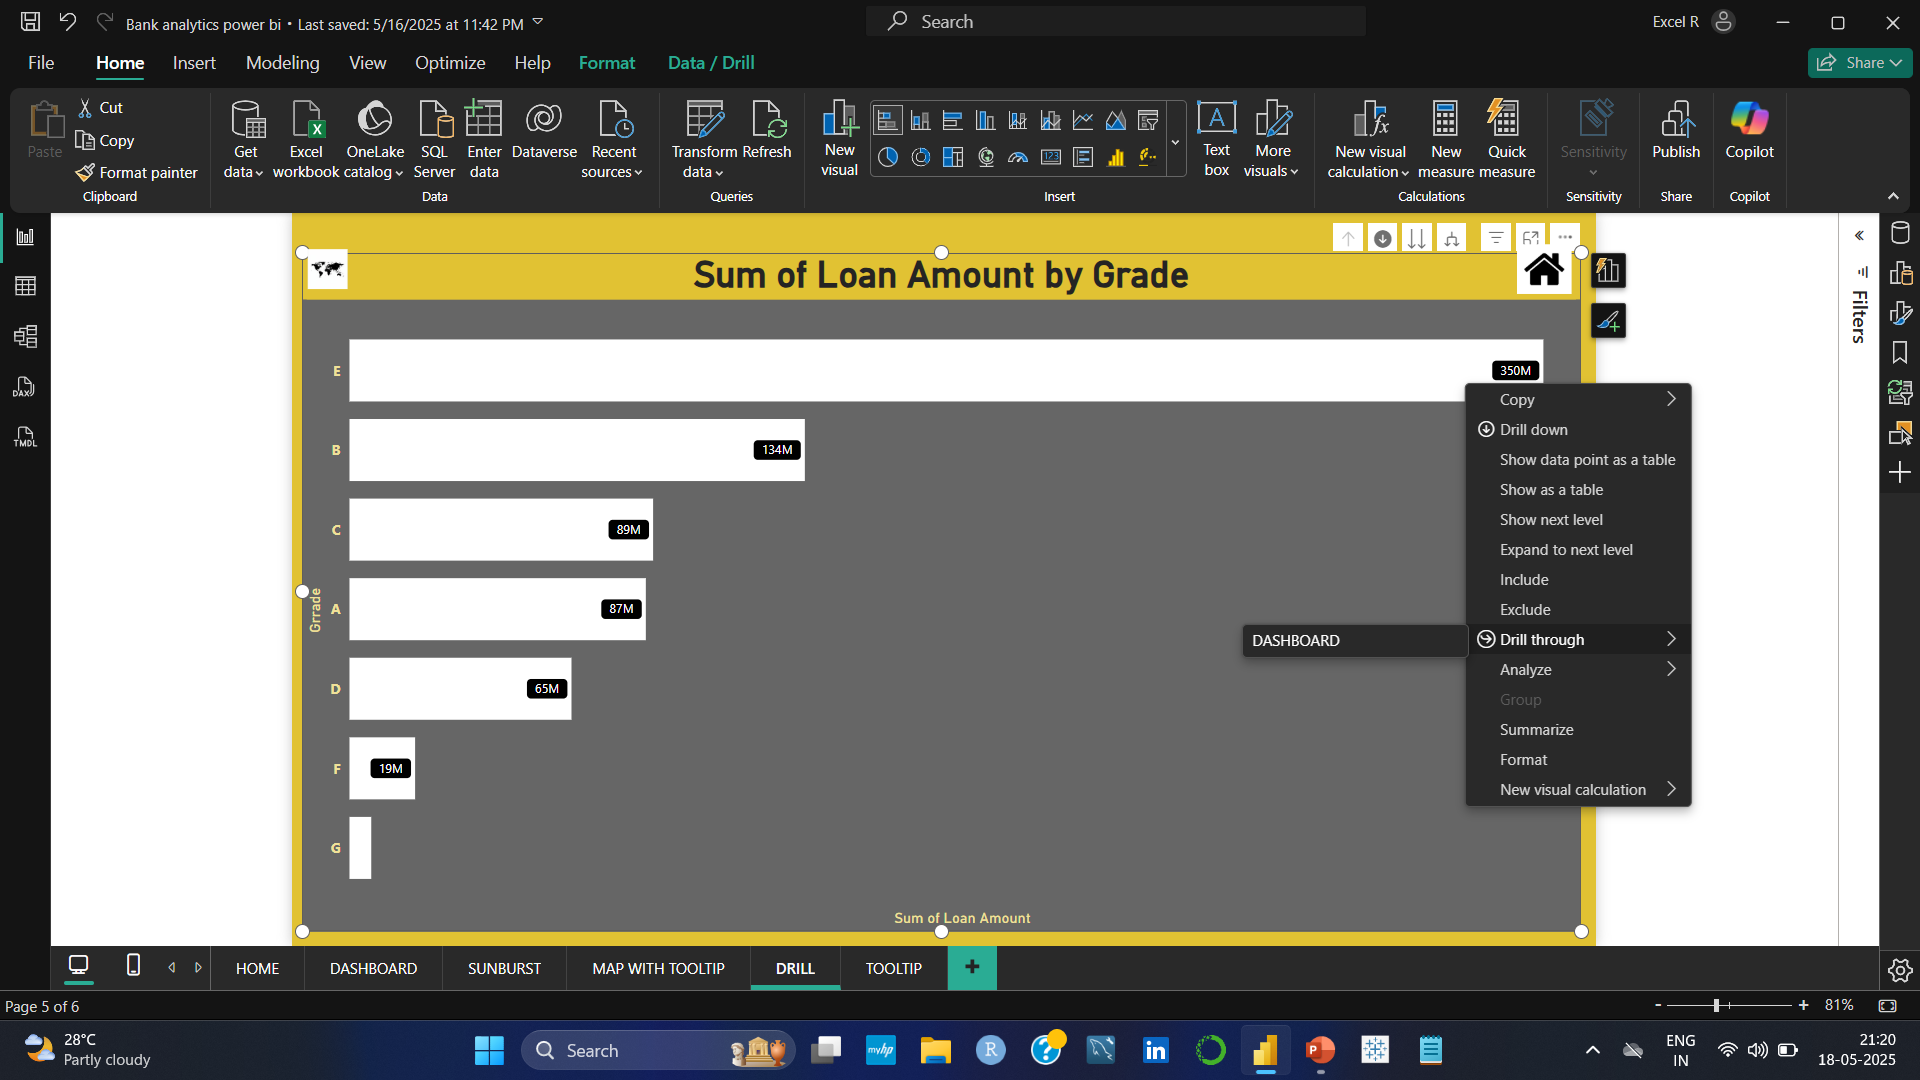 Bank analytics power bi • Last saved: 5/16/2025 at 11:42 PM
Search
Excel R
File
Home
Insert
Modeling
View
Optimize
Help
Format
Data / Drill
Share
Paste
Cut
Copy
Format painter
Clipboard
Get
data
Excel
workbook
OneLake
catalog
SQL
Server
Enter
data
Dataverse
Recent
sources
Data
Transform
data
Refresh
Queries
New
visual
Text
box
More
visuals
Insert
New visual
calculation
New
measure
Quick
measure
Calculations
Sensitivity
Sensitivity
Publish
Share
Copilot
Copilot
DAX
TMDL
Sum of Loan Amount by Grade
Filters
E
350M
B
134M
C
89M
A
87M
D
65M
F
19M
G
Grrade
Sum of Loan Amount
Copy
Drill down
Show data point as a table
Show as a table
Show next level
Expand to next level
Include
Exclude
Drill through
DASHBOARD
Analyze
Group
Summarize
Format
New visual calculation
HOME
DASHBOARD
SUNBURST
MAP WITH TOOLTIP
DRILL
TOOLTIP
Page 5 of 6
- + 81%
28°C
Partly cloudy
Search
myhp
R
?
in
P
ENG
IN
21:20
18-05-2025